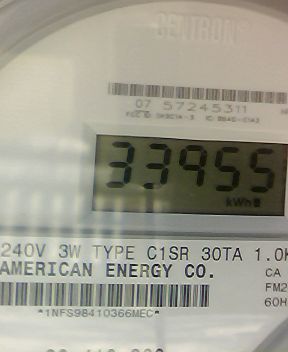 CENTRON
07 57245311
33955
kWh
240V 3W TYPE C1SR 30TA 1.0K
AMERICAN ENERGY CO.
CA
FM2
60H
*1NFS98410366MEC*